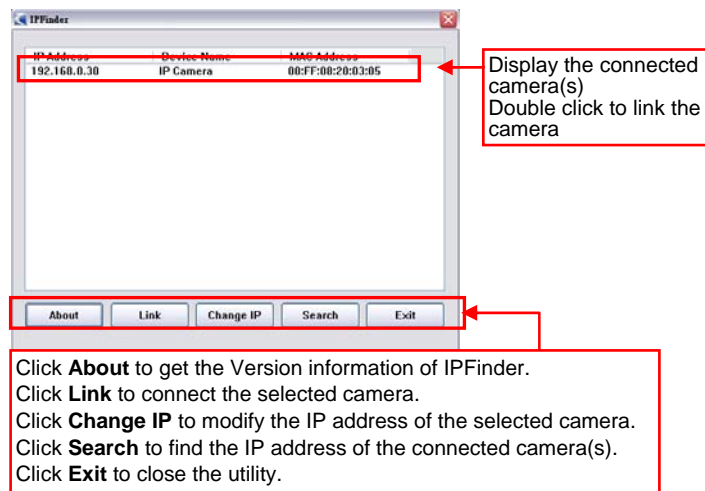 IPFinder
IP Address Device Name MAC Address
192.168.0.30 IP Camera 00:FF:08:20:03:05
Display the connected
camera(s)
Double click to link the
camera
About Link Change IP Search Exit
Click About to get the Version information of IPFinder.
Click Link to connect the selected camera.
Click Change IP to modify the IP address of the selected camera.
Click Search to find the IP address of the connected camera(s).
Click Exit to close the utility.